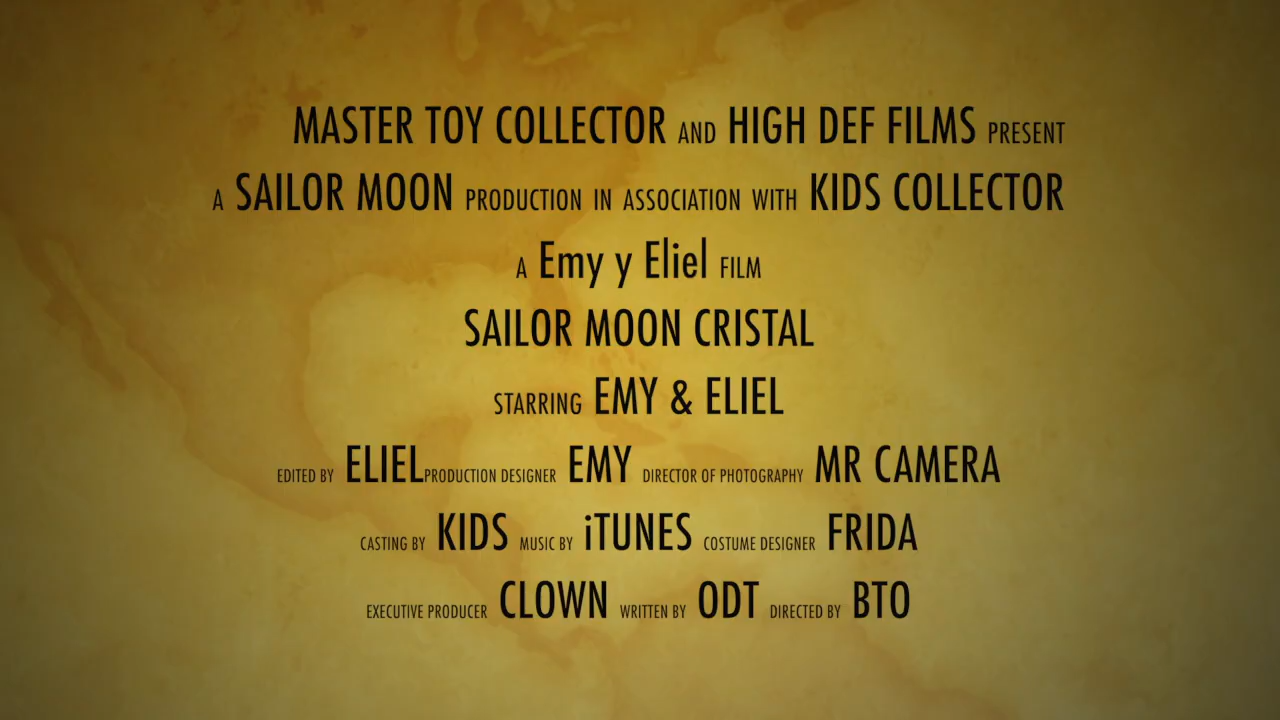 MASTER TOY COLLECTOR AND HIGH DEF FILMS PRESENT
A SAILOR MOON PRODUCTION IN ASSOCIATION WITH KIDS COLLECTOR
A Emy y Eliel FILM
SAILOR MOON CRISTAL
STARRING EMY & ELIEL
EDITED BY ELIEL PRODUCTION DESIGNER EMY DIRECTOR OF PHOTOGRAPHY MR CAMERA
CASTING BY KIDS MUSIC BY iTUNES COSTUME DESIGNER FRIDA
EXECUTIVE PRODUCER CLOWN WRITTEN BY ODT DIRECTED BY BTO